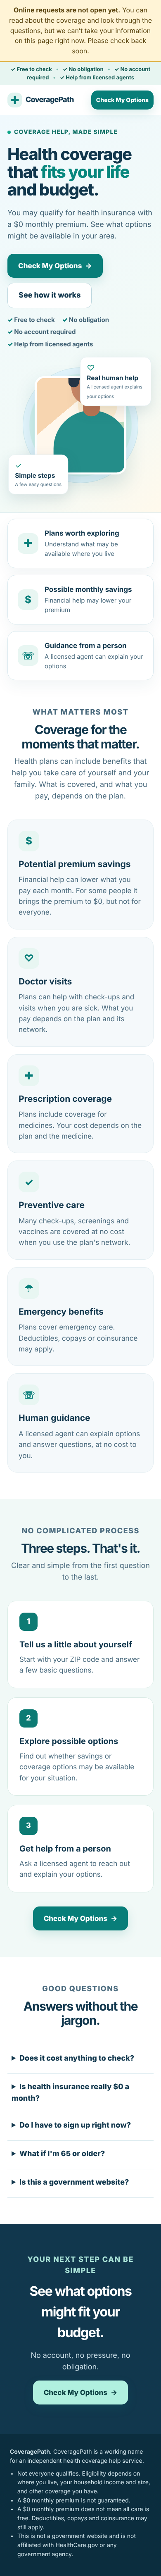 Online requests are not open yet. You can
read about the coverage and look through the
questions, but we can't take your information
on this page right now. Please check back
soon.
✓ Free to check · ✓ No obligation · ✓ No account
required · ✓ Help from licensed agents
CoveragePath
Check My Options
COVERAGE HELP, MADE SIMPLE
Health coverage
that fits your life
and budget.
You may qualify for health insurance with
a $0 monthly premium. See what options
might be available in your area.
Check My Options →
See how it works
✓ Free to check ✓ No obligation
✓ No account required
✓ Help from licensed agents
Real human help
A licensed agent explains
your options
Simple steps
A few easy questions
Plans worth exploring
Understand what may be
available where you live
Possible monthly savings
Financial help may lower your
premium
Guidance from a person
A licensed agent can explain your
options
WHAT MATTERS MOST
Coverage for the
moments that matter.
Health plans can include benefits that
help you take care of yourself and your
family. What is covered, and what you
pay, depends on the plan.
Potential premium savings
Financial help can lower what you
pay each month. For some people it
brings the premium to $0, but not for
everyone.
Doctor visits
Plans can help with check-ups and
visits when you are sick. What you
pay depends on the plan and its
network.
Prescription coverage
Plans include coverage for
medicines. Your cost depends on the
plan and the medicine.
Preventive care
Many check-ups, screenings and
vaccines are covered at no cost
when you use the plan's network.
Emergency benefits
Plans cover emergency care.
Deductibles, copays or coinsurance
may apply.
Human guidance
A licensed agent can explain options
and answer questions, at no cost to
you.
NO COMPLICATED PROCESS
Three steps. That's it.
Clear and simple from the first question
to the last.
1
Tell us a little about yourself
Start with your ZIP code and answer
a few basic questions.
2
Explore possible options
Find out whether savings or
coverage options may be available
for your situation.
3
Get help from a person
Ask a licensed agent to reach out
and explain your options.
Check My Options →
GOOD QUESTIONS
Answers without the
jargon.
Does it cost anything to check?
Is health insurance really $0 a
month?
Do I have to sign up right now?
What if I'm 65 or older?
Is this a government website?
YOUR NEXT STEP CAN BE
SIMPLE
See what options
might fit your
budget.
No account, no pressure, no
obligation.
Check My Options →
CoveragePath. CoveragePath is a working name
for an independent health coverage help service.
• Not everyone qualifies. Eligibility depends on
where you live, your household income and size,
and other coverage you have.
• A $0 monthly premium is not guaranteed.
• A $0 monthly premium does not mean all care is
free. Deductibles, copays and coinsurance may
still apply.
• This is not a government website and is not
affiliated with HealthCare.gov or any
government agency.